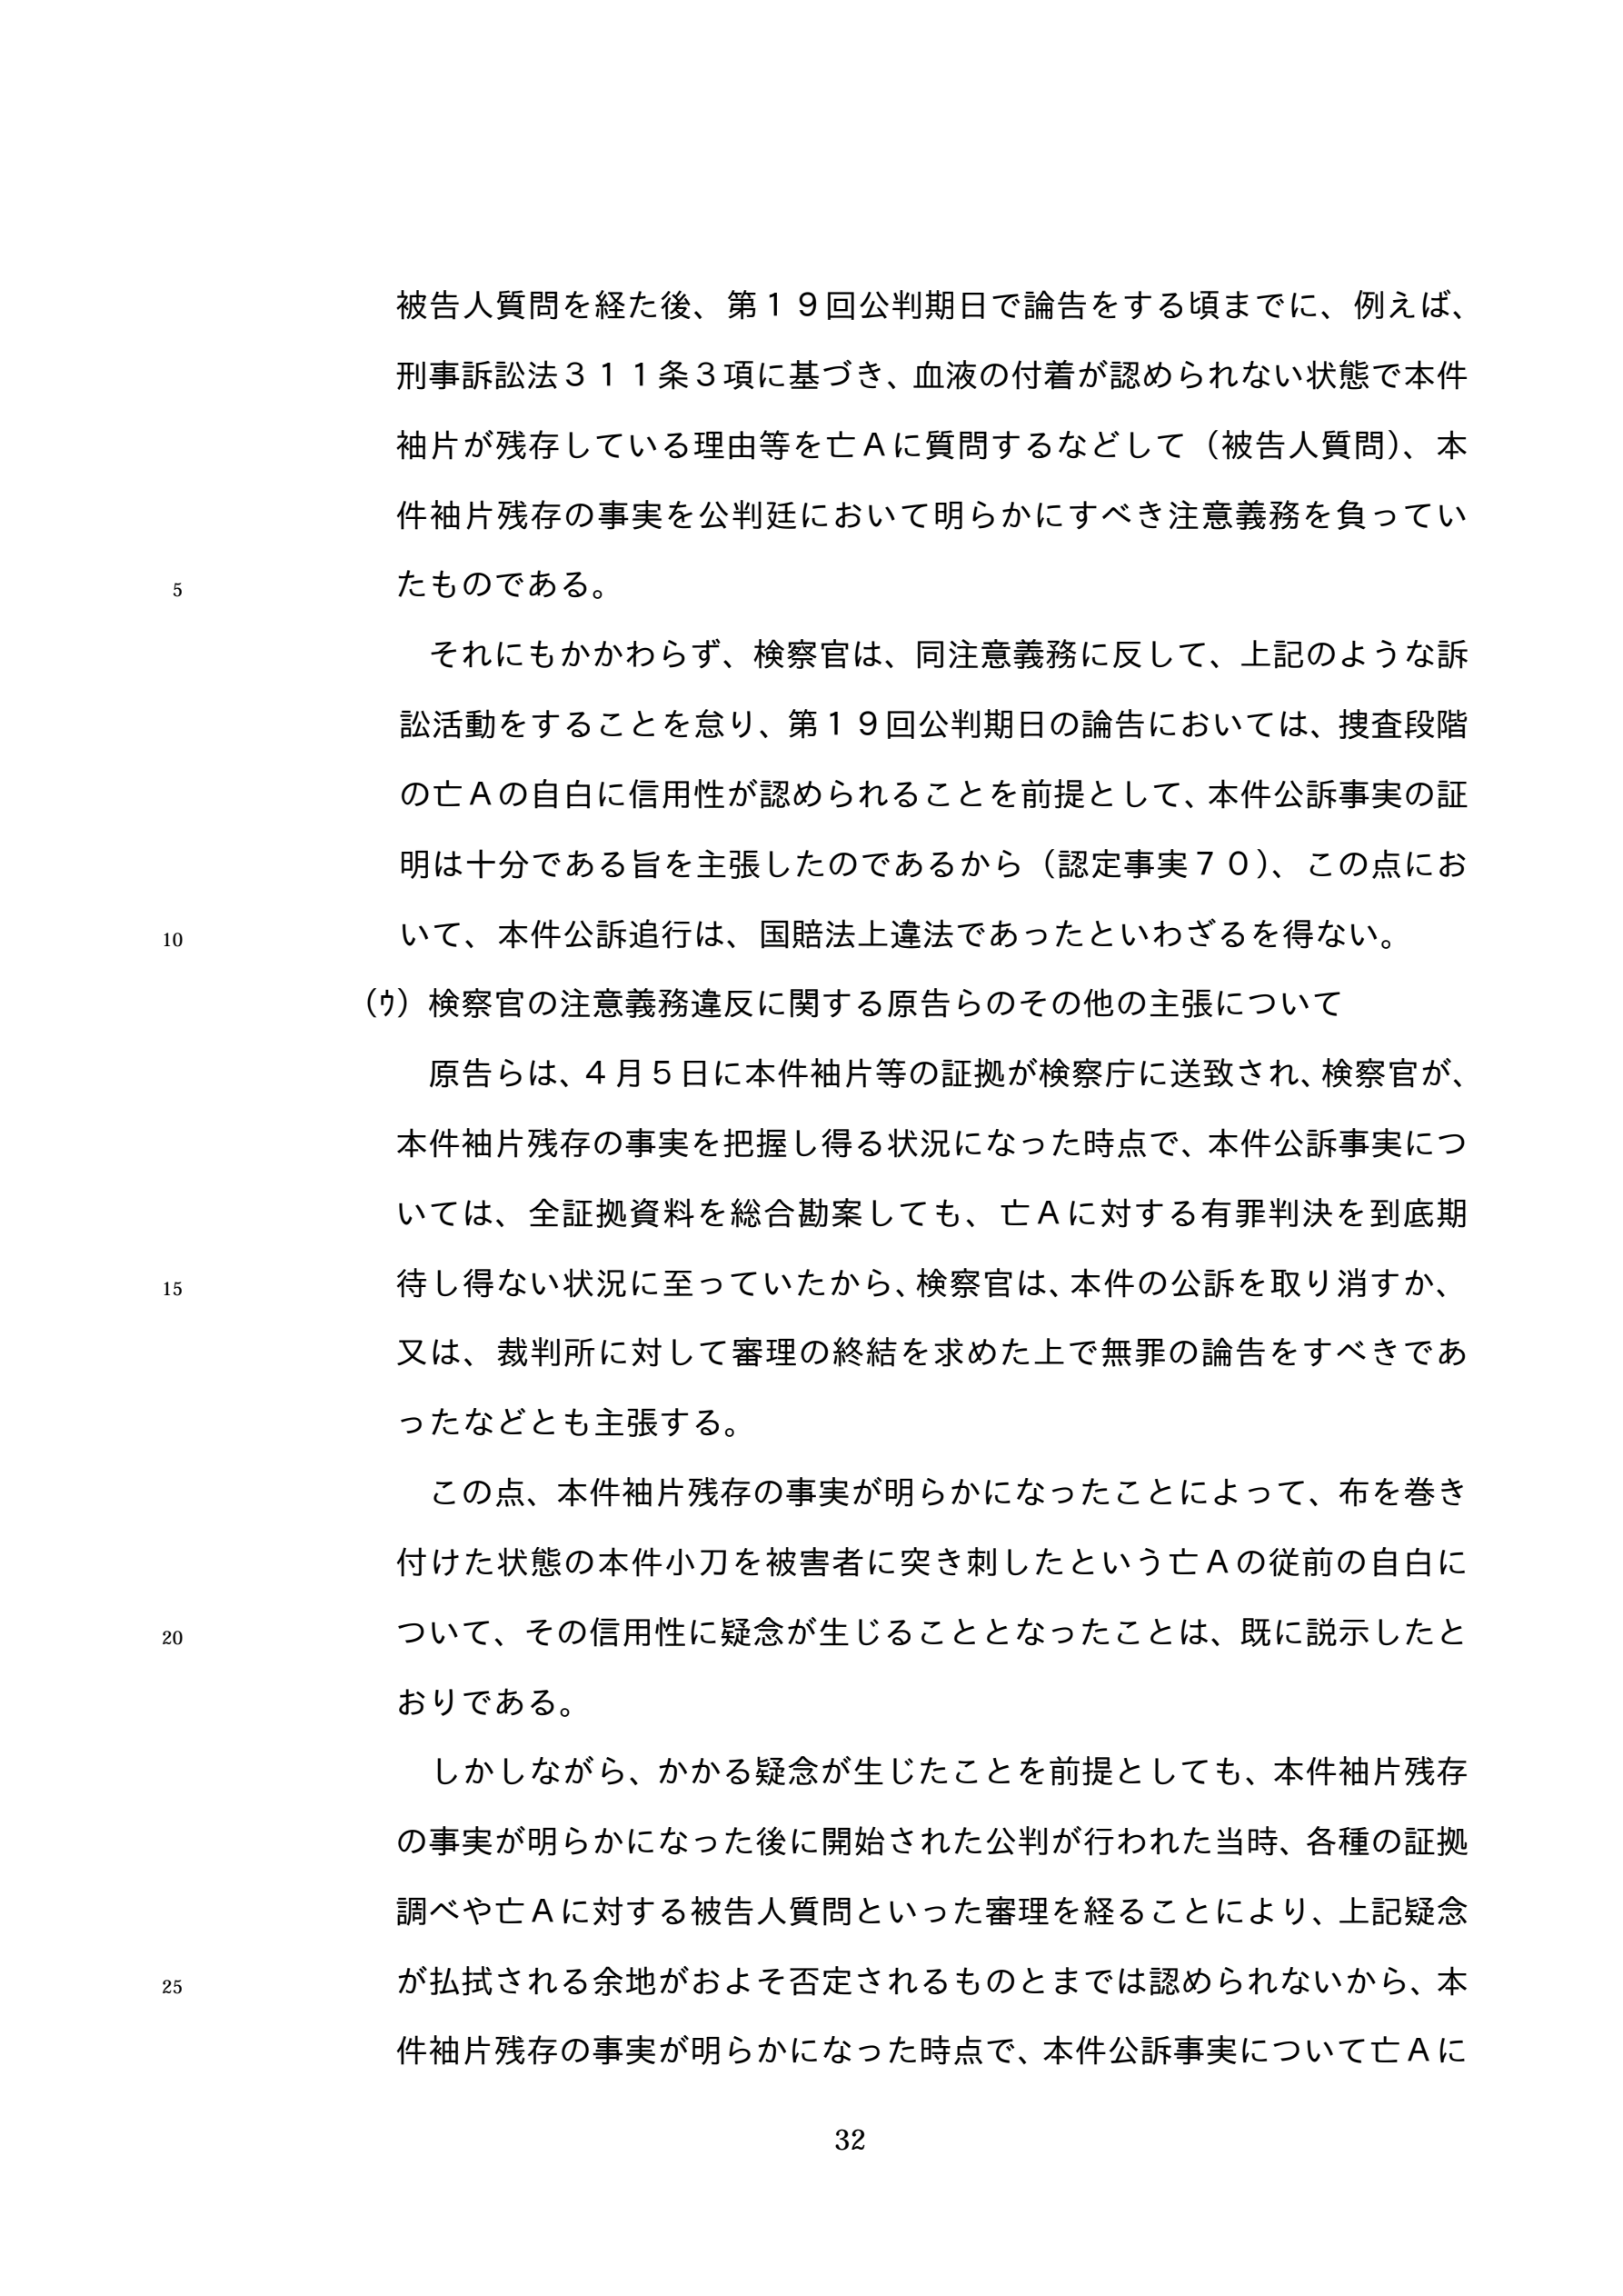 被告人質問を経た後、第１９回公判期日で論告をする頃までに、例えば、
刑事訴訟法３１１条３項に基づき、血液の付着が認められない状態で本件
袖片が残存している理由等を亡Ａに質問するなどして（被告人質問）、本
件袖片残存の事実を公判廷において明らかにすべき注意義務を負ってい
5 たものである。
それにもかかわらず、検察官は、同注意義務に反して、上記のような訴
訟活動をすることを怠り、第１９回公判期日の論告においては、捜査段階
の亡Ａの自白に信用性が認められることを前提として、本件公訴事実の証
明は十分である旨を主張したのであるから（認定事実７０）、この点にお
10 いて、本件公訴追行は、国賠法上違法であったといわざるを得ない。
(ｳ) 検察官の注意義務違反に関する原告らのその他の主張について
原告らは、４月５日に本件袖片等の証拠が検察庁に送致され、検察官が、
本件袖片残存の事実を把握し得る状況になった時点で、本件公訴事実につ
いては、全証拠資料を総合勘案しても、亡Ａに対する有罪判決を到底期
15 待し得ない状況に至っていたから、検察官は、本件の公訴を取り消すか、
又は、裁判所に対して審理の終結を求めた上で無罪の論告をすべきであ
ったなどとも主張する。
この点、本件袖片残存の事実が明らかになったことによって、布を巻き
付けた状態の本件小刀を被害者に突き刺したという亡Ａの従前の自白に
20 ついて、その信用性に疑念が生じることとなったことは、既に説示したと
おりである。
しかしながら、かかる疑念が生じたことを前提としても、本件袖片残存
の事実が明らかになった後に開始された公判が行われた当時、各種の証拠
調べや亡Ａに対する被告人質問といった審理を経ることにより、上記疑念
25 が払拭される余地がおよそ否定されるものとまでは認められないから、本
件袖片残存の事実が明らかになった時点で、本件公訴事実について亡Ａに
32